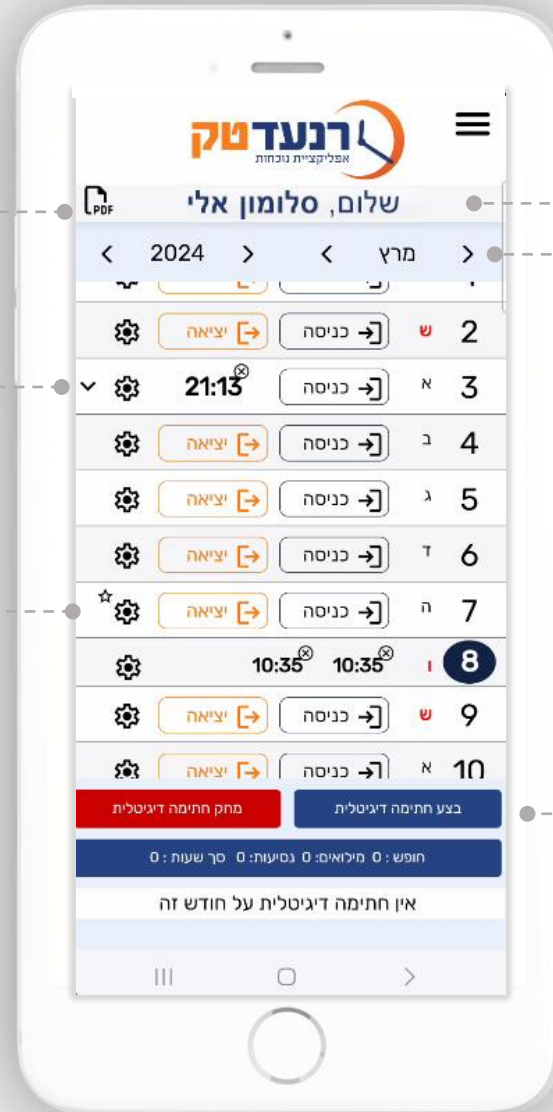 רנעדטק
אפליקציית נוכחות
שלום, סלומון אלי
PDF
מרץ 2024
2 ש כניסה יציאה
3 א כניסה 21:13
4 ב כניסה יציאה
5 ג כניסה יציאה
6 ד כניסה יציאה
7 ה כניסה יציאה
8 ו 10:35 10:35
9 ש כניסה יציאה
10 א כניסה יציאה
בצע חתימה דיגיטלית מחק חתימה דיגיטלית
חופש : 0 מילואים: 0 נסיעות: 0 סך שעות : 0
אין חתימה דיגיטלית על חודש זה